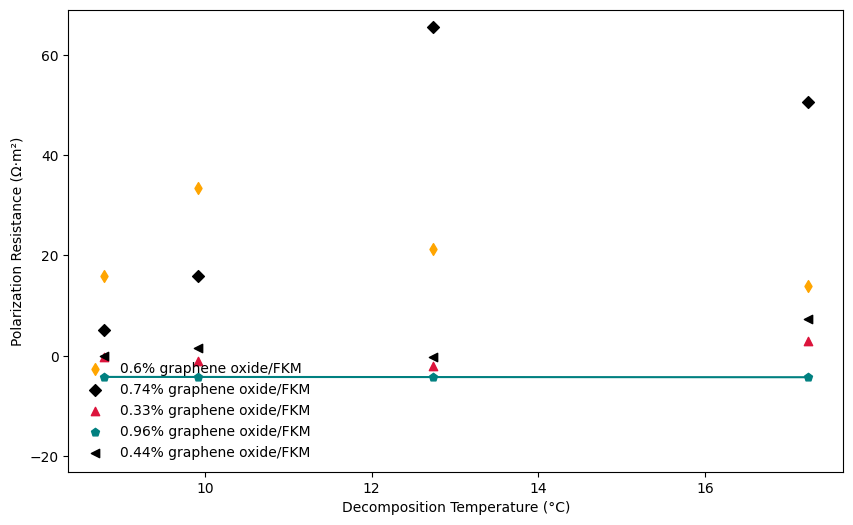 60
40
20
0
−20
10
12
14
16
Polarization Resistance (Ω·m²)
Decomposition Temperature (°C)
0.6% graphene oxide/FKM
0.74% graphene oxide/FKM
0.33% graphene oxide/FKM
0.96% graphene oxide/FKM
0.44% graphene oxide/FKM